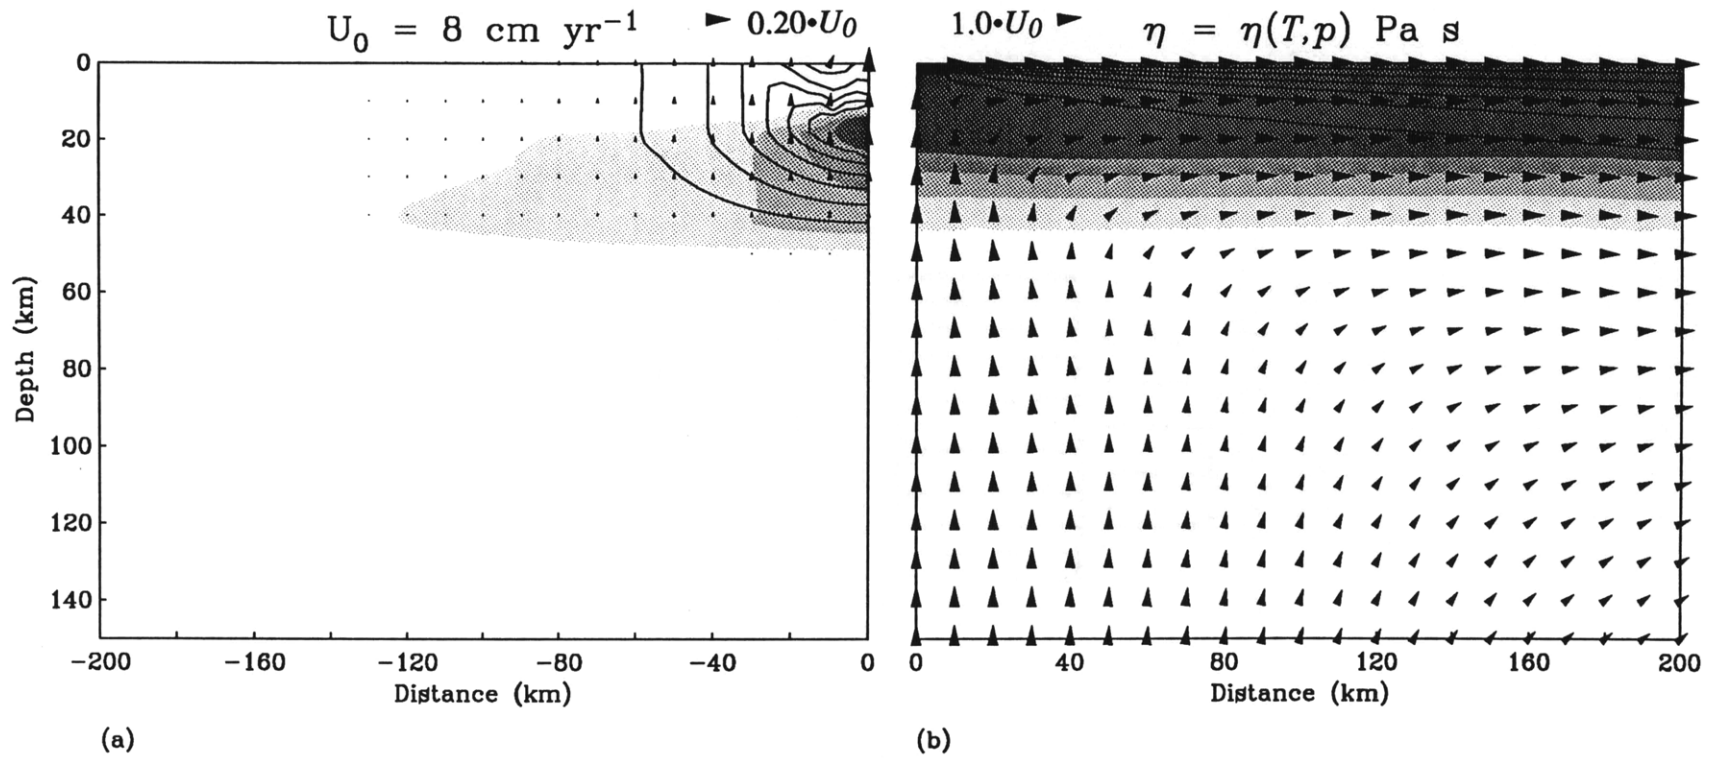 U₀ = 8 cm yr⁻¹ 0.20•U₀ 1.0•U₀ η = η(T,p) Pa s
0
20
40
60
80
100
120
140
Depth (km)
-200 -160 -120 -80 -40 0 0 40 80 120 160 200
Distance (km) Distance (km)
(a) (b)